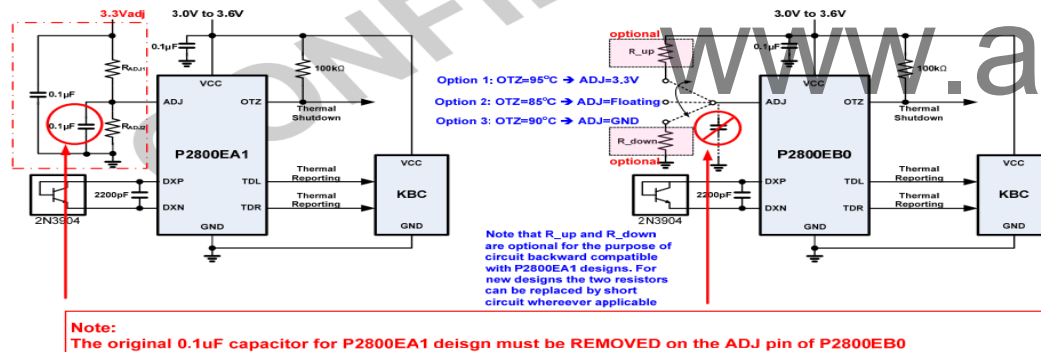 3.3Vadj
3.0V to 3.6V
0.1µF
RADJ1
100kΩ
0.1µF
0.1µF
RADJ2
VCC
ADJ
OTZ
Thermal
Shutdown
P2800EA1
DXP
TDL
DXN
TDR
GND
2200pF
2N3904
Thermal
Reporting
Thermal
Reporting
VCC
KBC
GND
3.0V to 3.6V
optional
R_up
0.1µF
100kΩ
www.a
Option 1: OTZ=95°C → ADJ=3.3V
Option 2: OTZ=85°C → ADJ=Floating
Option 3: OTZ=90°C → ADJ=GND
R_down
optional
VCC
ADJ
OTZ
Thermal
Shutdown
P2800EB0
DXP
TDL
DXN
TDR
GND
2200pF
2N3904
Thermal
Reporting
Thermal
Reporting
VCC
KBC
GND
Note that R_up and R_down
are optional for the purpose of
circuit backward compatible
with P2800EA1 designs. For
new designs the two resistors
can be replaced by short
circuit whereever applicable
Note:
The original 0.1uF capacitor for P2800EA1 deisgn must be REMOVED on the ADJ pin of P2800EB0